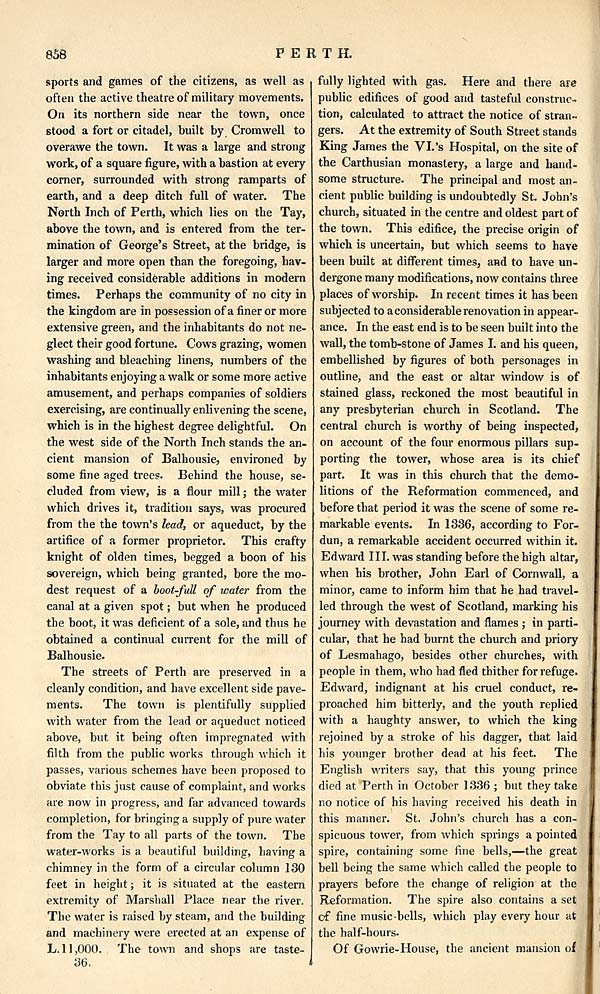 858
PERTH.
sports and games of the citizens, as well as
often the active theatre of military movements.
On its northern side near the town, once
stood a fort or citadel, built by Cromwell to
overawe the town. It was a large and strong
work, of a square figure, with a bastion at every
corner, surrounded with strong ramparts of
earth, and a deep ditch full of water. The
North Inch of Perth, which lies on the Tay,
above the town, and is entered from the ter-
mination of George's Street, at the bridge, is
larger and more open than the foregoing, hav-
ing received considerable additions in modern
times. Perhaps the community of no city in
the kingdom are in possession of a finer or more
extensive green, and the inhabitants do not ne-
glect their good fortune. Cows grazing, women
washing and bleaching linens, numbers of the
inhabitants enjoying a walk or some more active
amusement, and perhaps companies of soldiers
exercising, are continually enlivening the scene,
which is in the highest degree delightful. On
the west side of the North Inch stands the an-
cient mansion of Balhousie, environed by
some fine aged trees. Behind the house, se-
cluded from view, is a flour mill; the water
which drives it, tradition says, was procured
from the the town's lead, or aqueduct, by the
artifice of a former proprietor. This crafty
knight of olden times, begged a boon of his
sovereign, which being granted, bore the mo-
dest request of a boot-full of water from the
canal at a given spot; but when he produced
the boot, it was deficient of a sole, and thus he
obtained a continual current for the mill of
Balhousie.
The streets of Perth are preserved in a
cleanly condition, and have excellent side pave-
ments. The town is plentifully supplied
with water from the lead or aqueduct noticed
above, but it being often impregnated with
filth from the public works through which it
passes, various schemes have been proposed to
obviate this just cause of complaint, and works
are now in progress, and far advanced towards
completion, for bringing a supply of pure water
from the Tay to all parts of the town. The
water-works is a beautiful building, having a
chimney in the form of a circular column 130
feet in height; it is situated at the eastern
extremity of Marshall Place near the river.
The water is raised by steam, and the building
and machinery were erected at an expense of
L.11,000. The town and shops are taste-
36.
fully lighted with gas. Here and there are
public edifices of good and tasteful construc-
tion, calculated to attract the notice of stran-
gers. At the extremity of South Street stands
King James the VI.'s Hospital, on the site of
the Carthusian monastery, a large and hand-
some structure. The principal and most an-
cient public building is undoubtedly St. John's
church, situated in the centre and oldest part of
the town. This edifice, the precise origin of
which is uncertain, but which seems to have
been built at different times, and to have un-
dergone many modifications, now contains three
places of worship. In recent times it has been
subjected to a considerable renovation in appear-
ance. In the east end is to be seen built into the
wall, the tomb-stone of James I. and his queen,
embellished by figures of both personages in
outline, and the east or altar window is of
stained glass, reckoned the most beautiful in
any presbyterian church in Scotland. The
central church is worthy of being inspected,
on account of the four enormous pillars sup-
porting the tower, whose area is its chief
part. It was in this church that the demo-
litions of the Reformation commenced, and
before that period it was the scene of some re-
markable events. In 1336, according to For-
dun, a remarkable accident occurred within it.
Edward III. was standing before the high altar,
when his brother, John Earl of Cornwall, a
minor, came to inform him that he had travel-
led through the west of Scotland, marking his
journey with devastation and flames; in parti-
cular, that he had burnt the church and priory
of Lesmahago, besides other churches, with
people in them, who had fled thither for refuge.
Edward, indignant at his cruel conduct, re-
proached him bitterly, and the youth replied
with a haughty answer, to which the king
rejoined by a stroke of his dagger, that laid
his younger brother dead at his feet. The
English writers say, that this young prince
died at Perth in October 1336; but they take
no notice of his having received his death in
this manner. St. John's church has a con-
spicuous tower, from which springs a pointed
spire, containing some fine bells,—the great
bell being the same which called the people to
prayers before the change of religion at the
Reformation. The spire also contains a set
of fine music-bells, which play every hour at
the half-hours.
Of Gowrie-House, the ancient mansion of